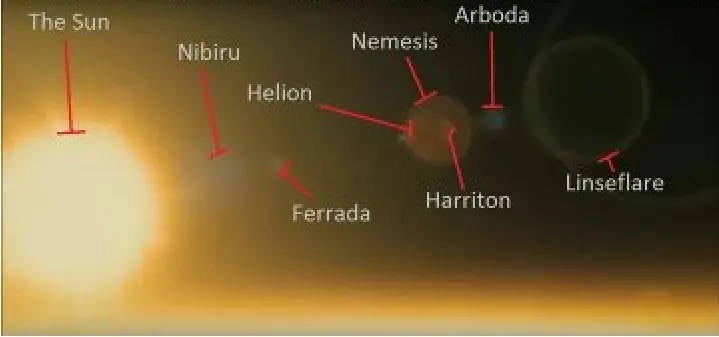 The Sun
Nibiru
Helion
Nemesis
Arboda
Ferrada
Harriton
Linseflare